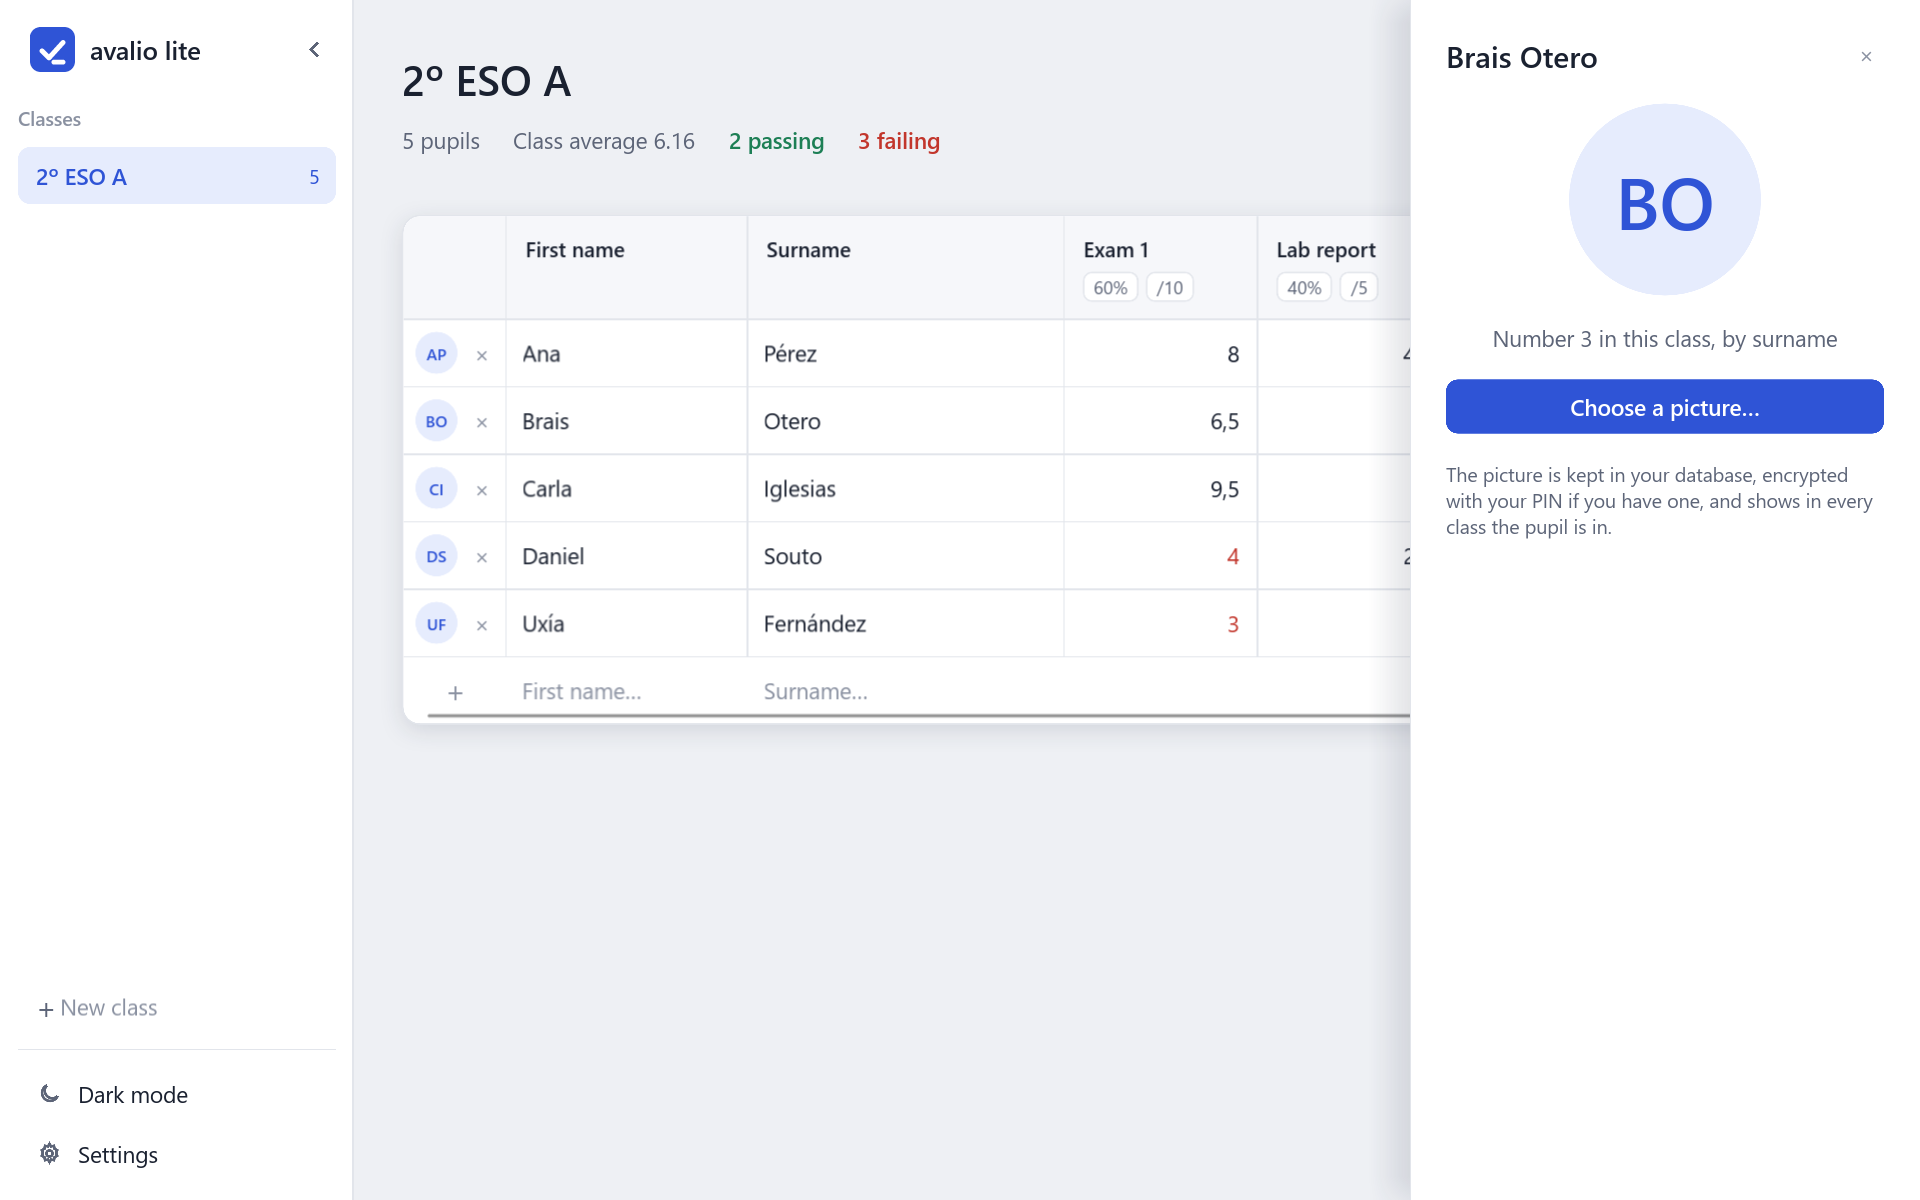 avalio lite
Classes
2º ESO A 5
+ New class
Dark mode
Settings
2º ESO A
5 pupils Class average 6.16 2 passing 3 failing
First name Surname Exam 1 Lab report
60% /10 40% /5
AP × Ana Pérez 8
BO × Brais Otero 6,5
CI × Carla Iglesias 9,5
DS × Daniel Souto 4 2
UF × Uxía Fernández 3
+ First name... Surname...
Brais Otero ×
BO
Number 3 in this class, by surname
Choose a picture...
The picture is kept in your database, encrypted
with your PIN if you have one, and shows in every
class the pupil is in.